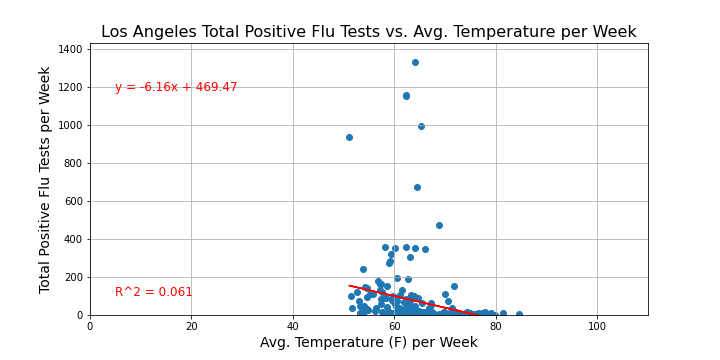 Los Angeles Total Positive Flu Tests vs. Avg. Temperature per Week
1400
1200
1000
800
600
400
200
0
Total Positive Flu Tests per Week
y = -6.16x + 469.47
R^2 = 0.061
0 20 40 60 80 100
Avg. Temperature (F) per Week